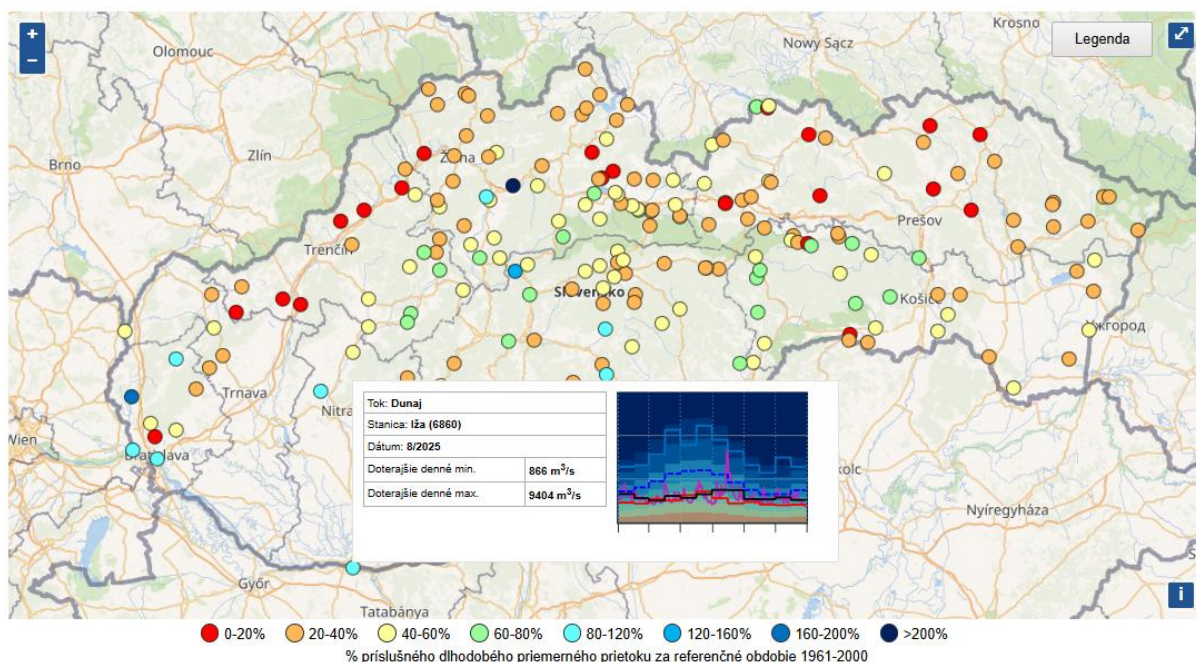 Krosno
Olomouc
Nowy Sącz
Legenda
+
−
Brno
Zlín
Žilina
Prešov
Trenčín
Slovensko
Košice
Ужгород
Trnava
Nitra
Wien
Bratislava
Tok: Dunaj
Stanica: Iža (6860)
Dátum: 8/2025
Doterajšie denné min. 866 m³/s
Doterajšie denné max. 9404 m³/s
Nyíregyháza
Győr
Tatabánya
i
0-20% 20-40% 40-60% 60-80% 80-120% 120-160% 160-200% >200%
% príslušného dlhodobého priemerného prietoku za referenčné obdobie 1961-2000